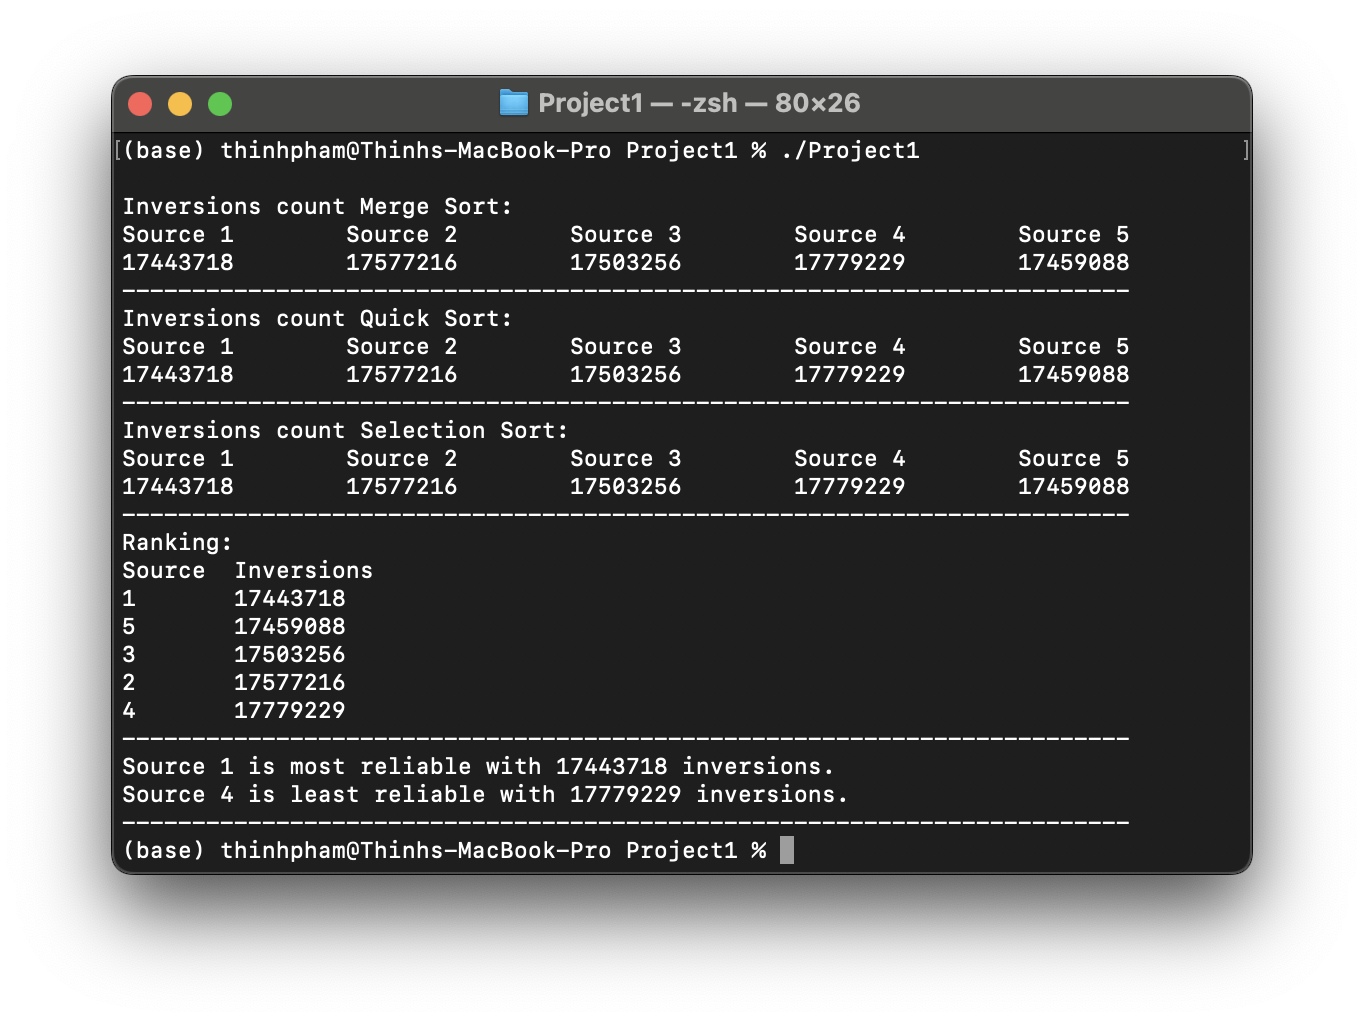 Project1 — -zsh — 80×26
[(base) thinhpham@Thinhs-MacBook-Pro Project1 % ./Project1 ]
Inversions count Merge Sort:
Source 1 Source 2 Source 3 Source 4 Source 5
17443718 17577216 17503256 17779229 17459088
------------------------------------------------------------------------
Inversions count Quick Sort:
Source 1 Source 2 Source 3 Source 4 Source 5
17443718 17577216 17503256 17779229 17459088
------------------------------------------------------------------------
Inversions count Selection Sort:
Source 1 Source 2 Source 3 Source 4 Source 5
17443718 17577216 17503256 17779229 17459088
------------------------------------------------------------------------
Ranking:
Source Inversions
1 17443718
5 17459088
3 17503256
2 17577216
4 17779229
------------------------------------------------------------------------
Source 1 is most reliable with 17443718 inversions.
Source 4 is least reliable with 17779229 inversions.
------------------------------------------------------------------------
(base) thinhpham@Thinhs-MacBook-Pro Project1 %